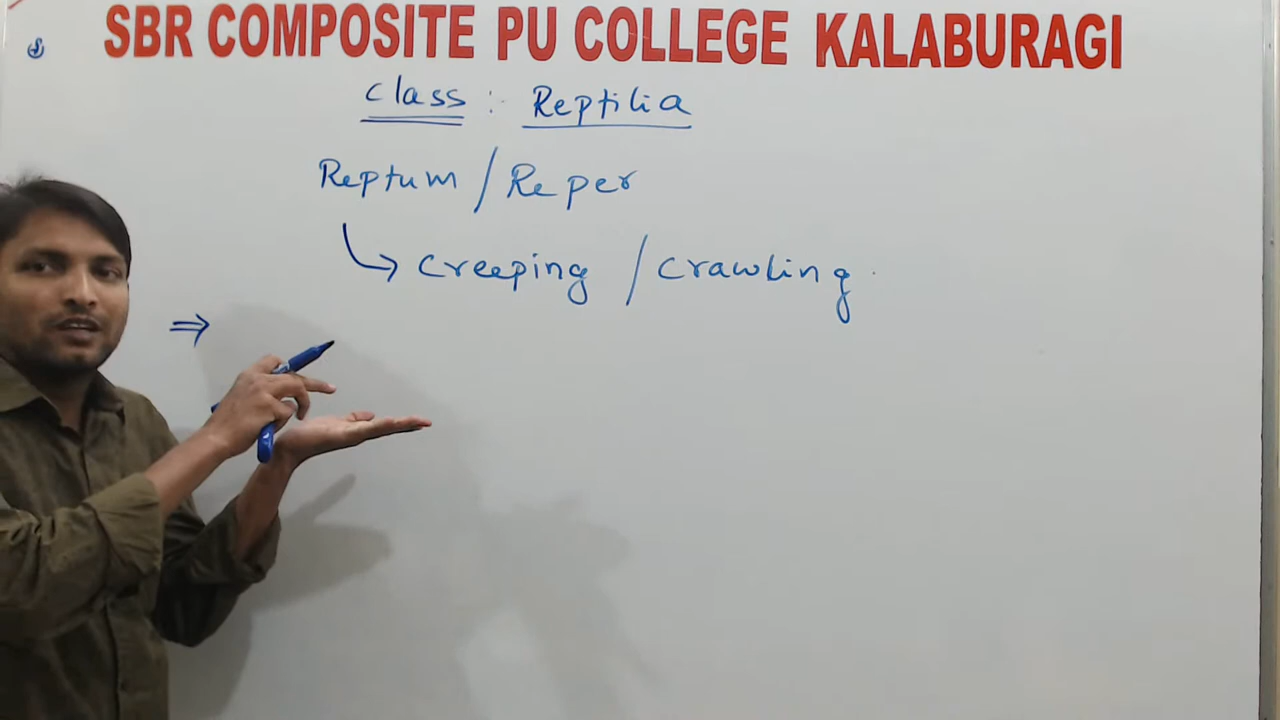 SBR COMPOSITE PU COLLEGE KALABURAGI
Class : Reptilia
Reptum / Reper
↳ creeping / crawling.
⇒